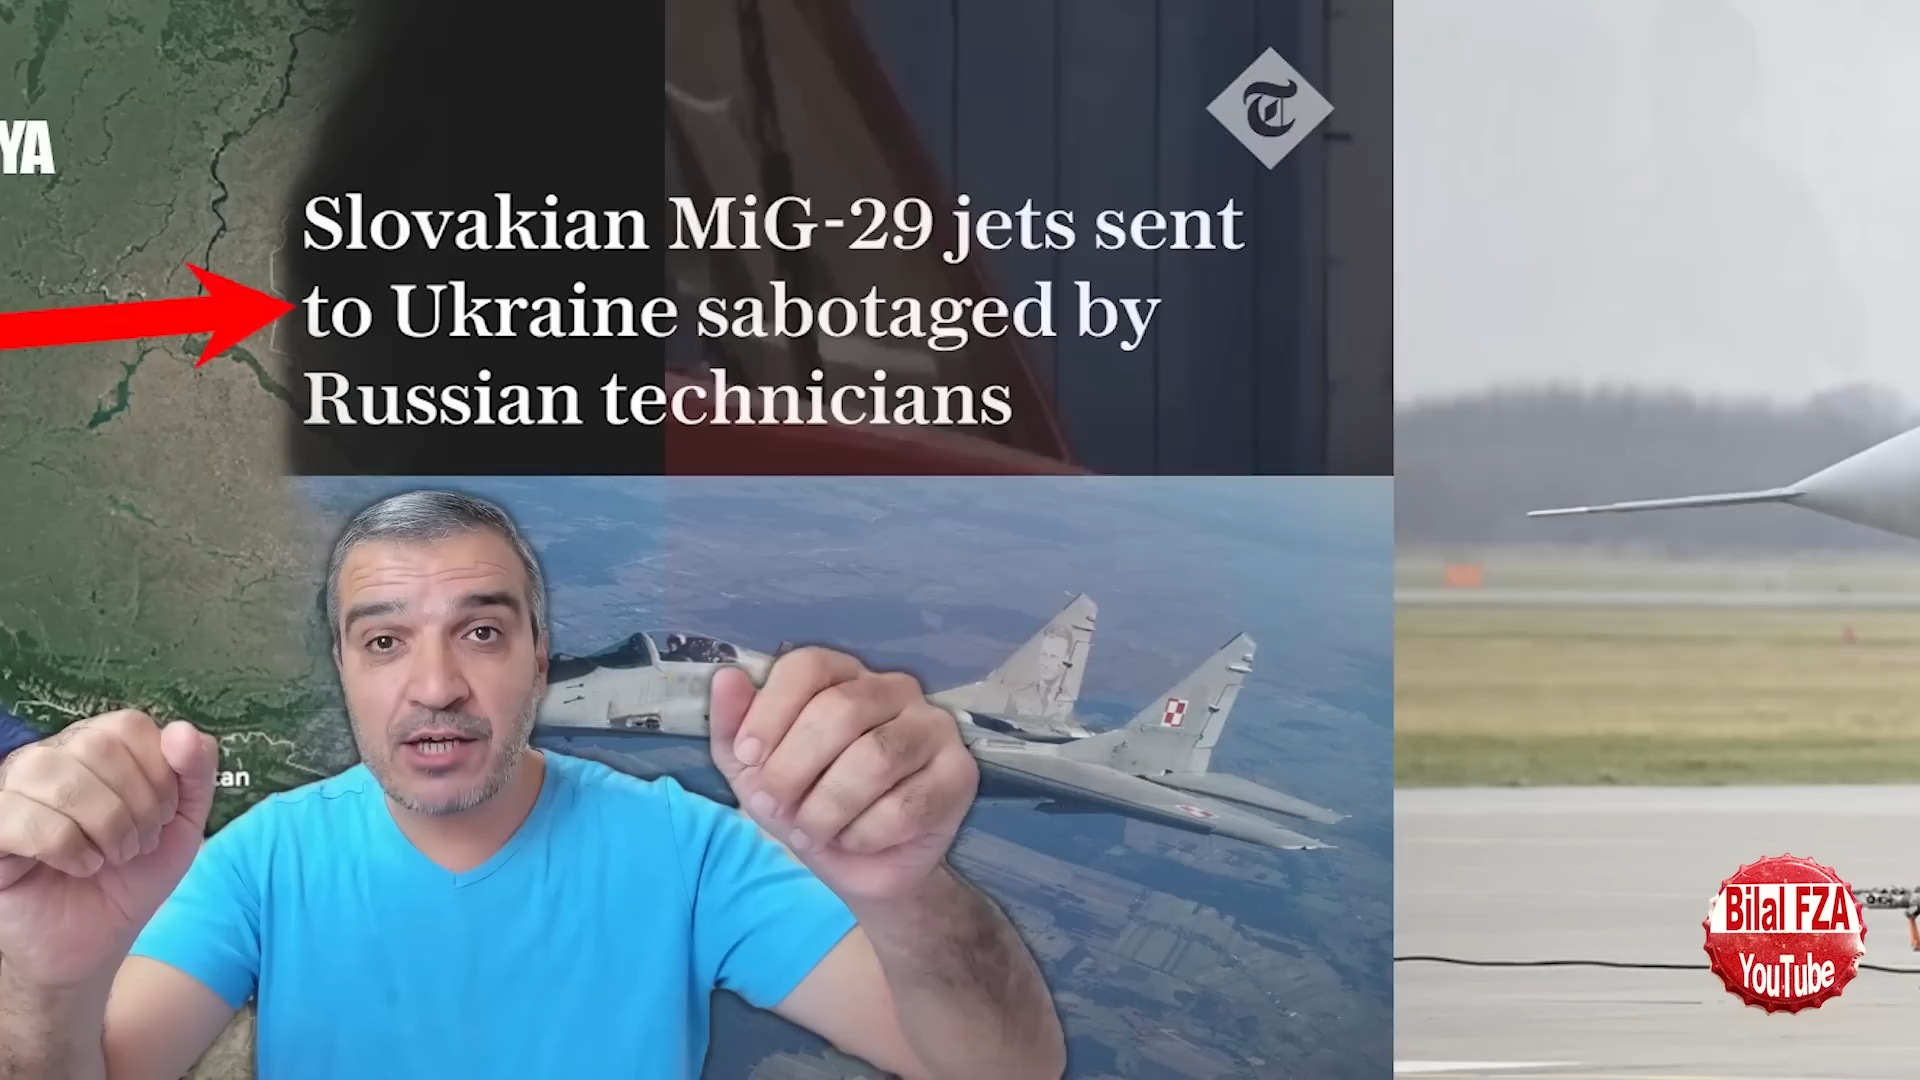 YA
Slovakian MiG-29 jets sent
to Ukraine sabotaged by
Russian technicians
tan
Bilal FZA
YouTube